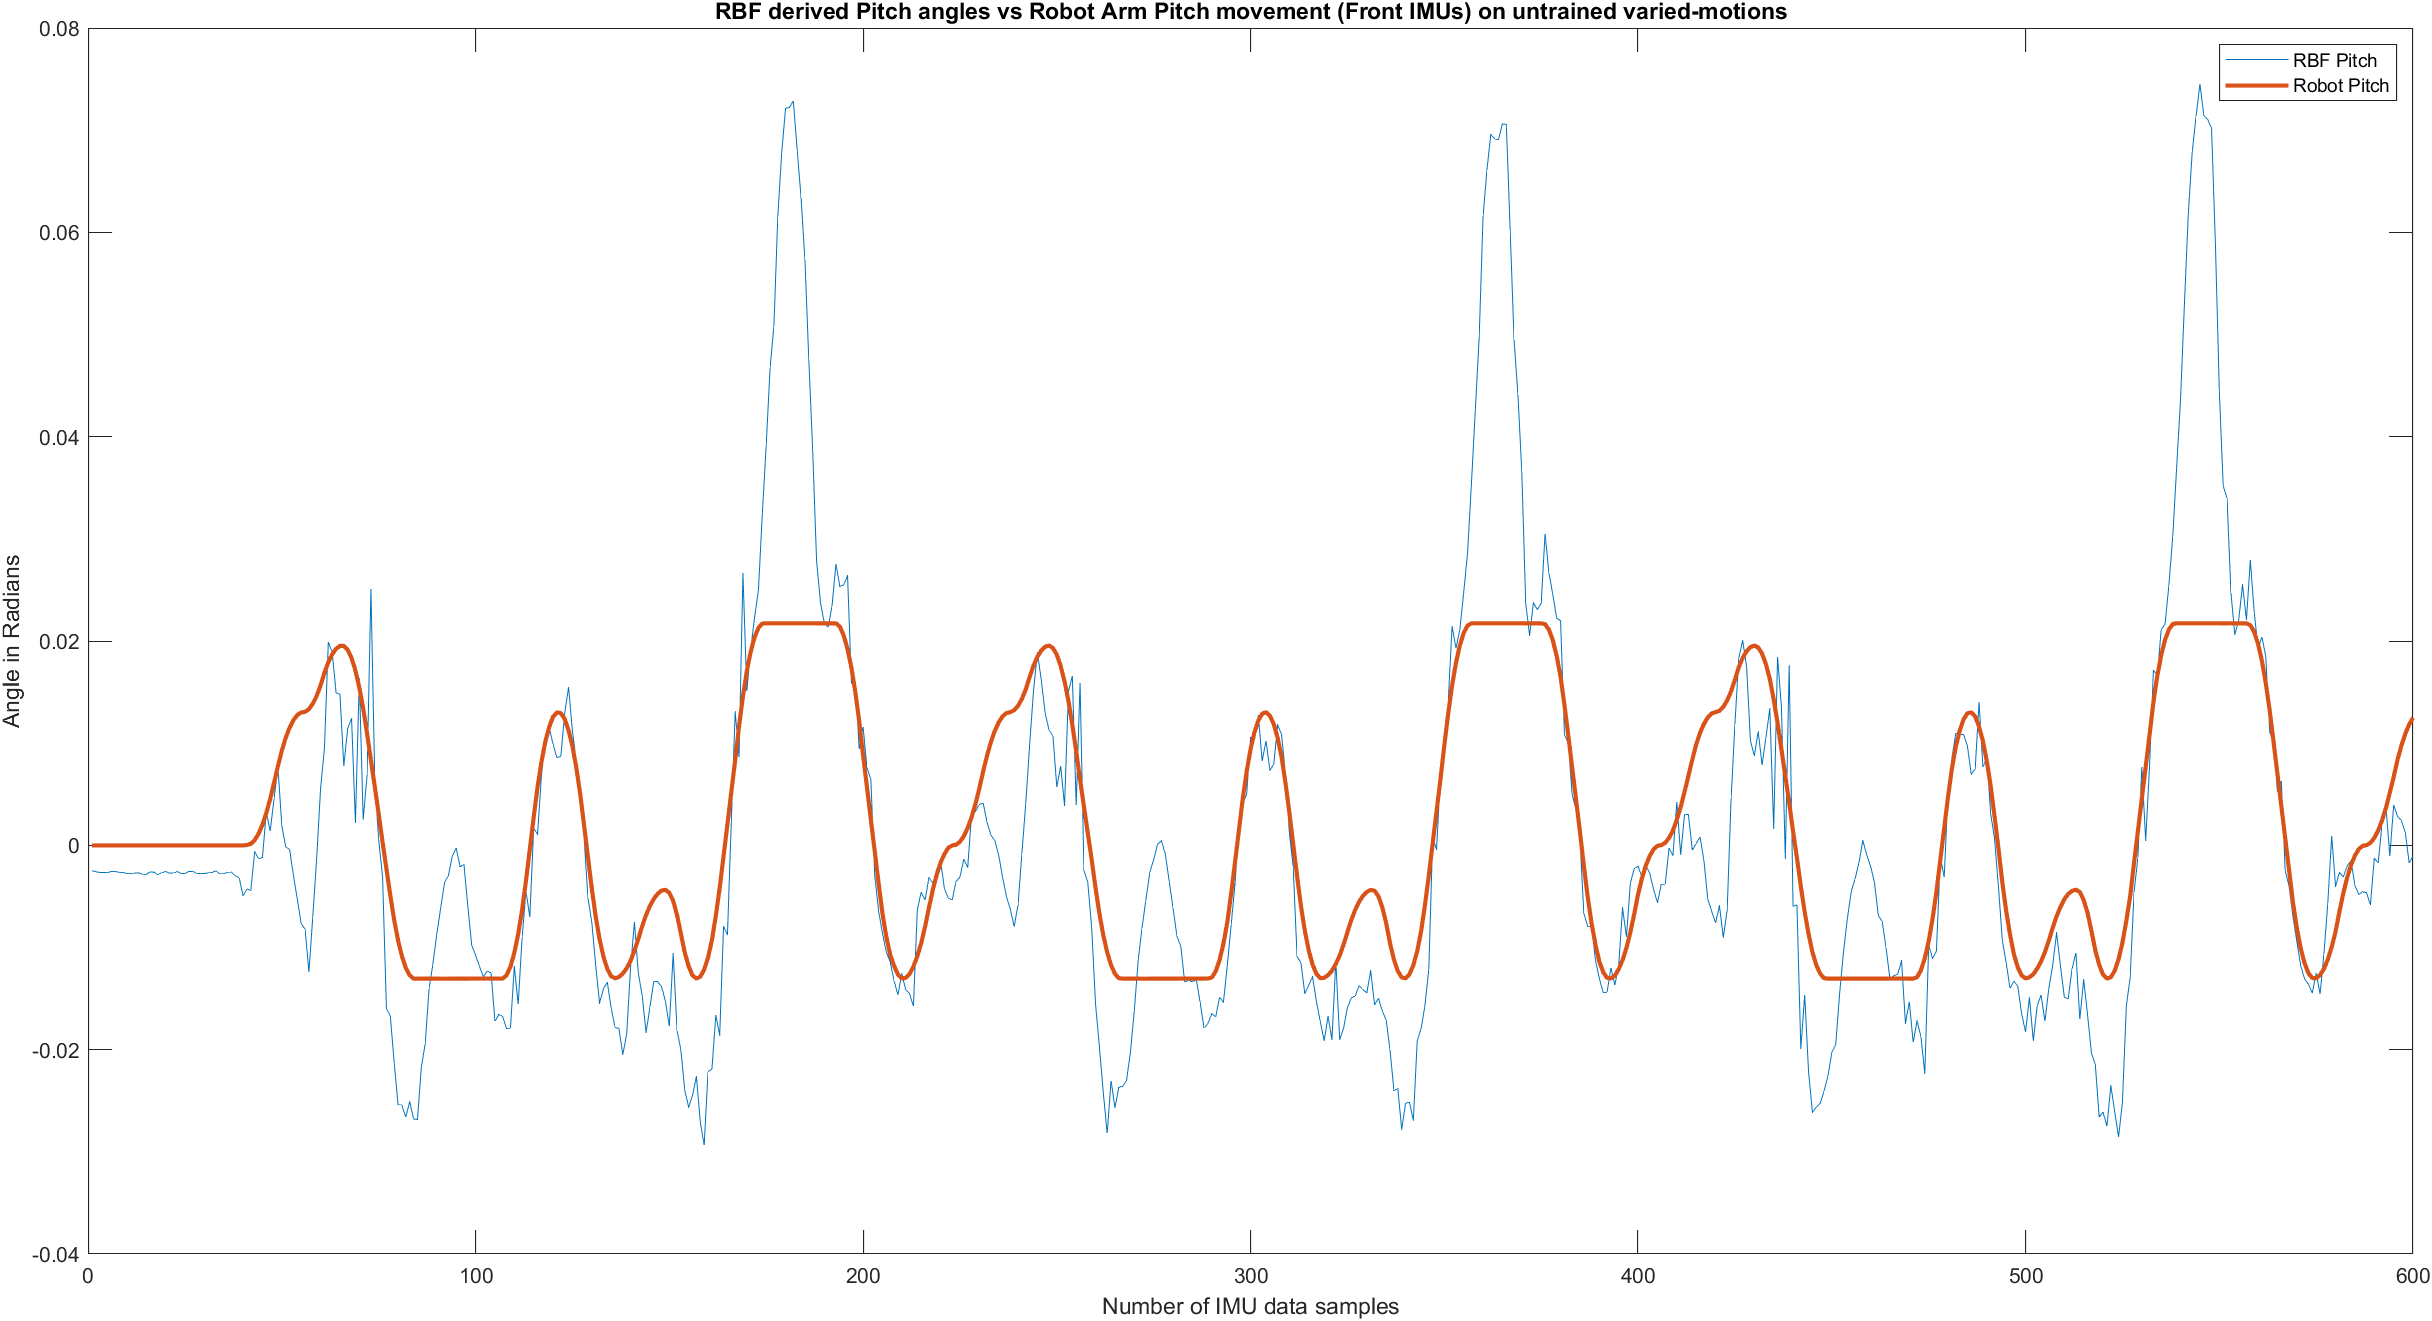 RBF derived Pitch angles vs Robot Arm Pitch movement (Front IMUs) on untrained varied-motions
RBF Pitch
Robot Pitch
Angle in Radians
0.08
0.06
0.04
0.02
0
-0.02
-0.04
0 100 200 300 400 500 600
Number of IMU data samples